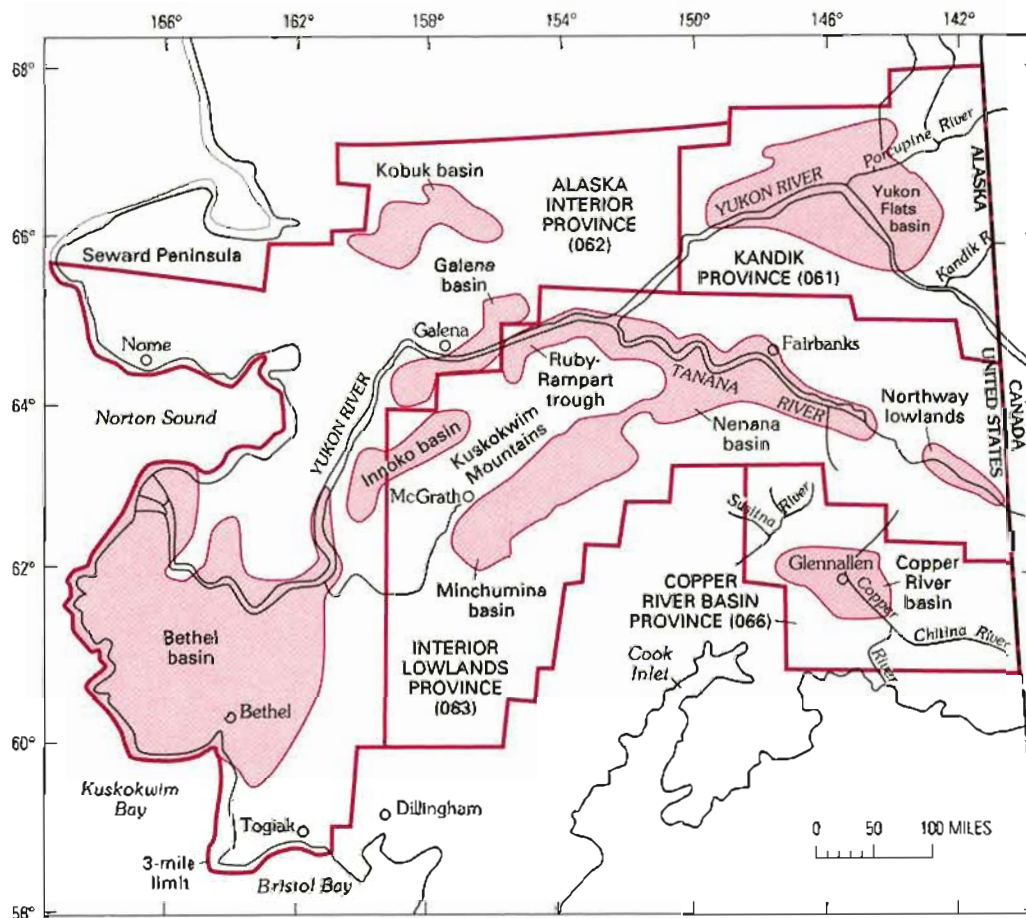 166°
162°
158°
154°
150°
146°
142°
68°
66°
64°
62°
60°
58°
Kobuk basin
ALASKA
INTERIOR
PROVINCE
(062)
Porcupine River
YUKON RIVER
Yukon
Flats
basin
ALASKA
Kandik R
KANDIK
PROVINCE (061)
Seward Peninsula
Galena
basin
Nome
Galena
Fairbanks
Ruby-
Rampart
trough
TANANA
RIVER
UNITED STATES
CANADA
Norton Sound
YUKON RIVER
Innoko basin
Kuskokwim
Mountains
Nenana
basin
Northway
lowlands
McGrath
Susitna River
Minchumina
basin
COPPER
RIVER BASIN
PROVINCE (066)
Glennallen
Copper
River
Copper
River
basin
Chitina River
Bethel
basin
INTERIOR
LOWLANDS
PROVINCE
(063)
Cook
Inlet
Bethel
Kuskokwim
Bay
Togiak
Dillingham
3-mile
limit
Bristol Bay
0 50 100 MILES